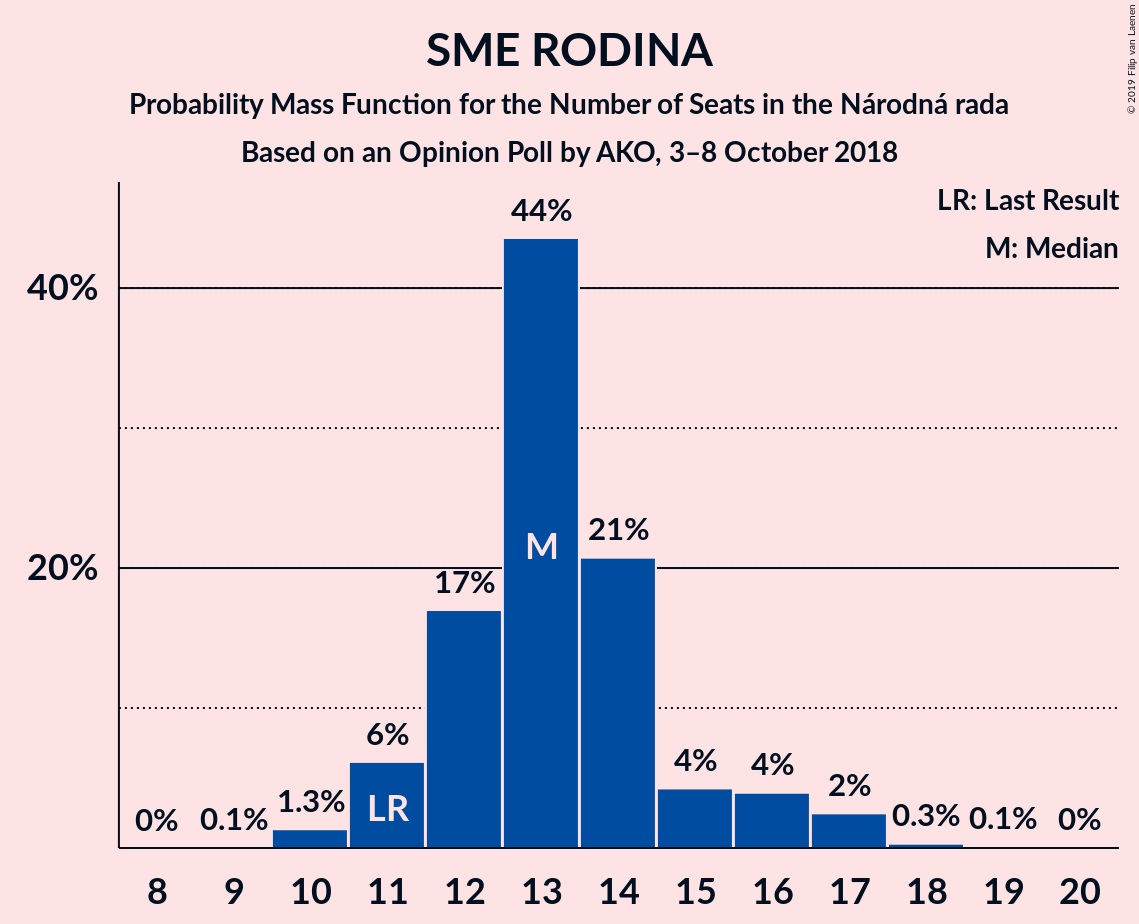 SME RODINA
Probability Mass Function for the Number of Seats in the Národná rada
Based on an Opinion Poll by AKO, 3–8 October 2018
© 2019 Filip van Laenen
LR: Last Result
M: Median
40%
20%
0%
0.1%
1.3%
6%
17%
44%
21%
4%
4%
2%
0.3%
0.1%
0%
LR
M
8 9 10 11 12 13 14 15 16 17 18 19 20